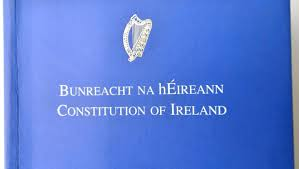 BUNREACHT NA hÉIREANN
CONSTITUTION OF IRELAND